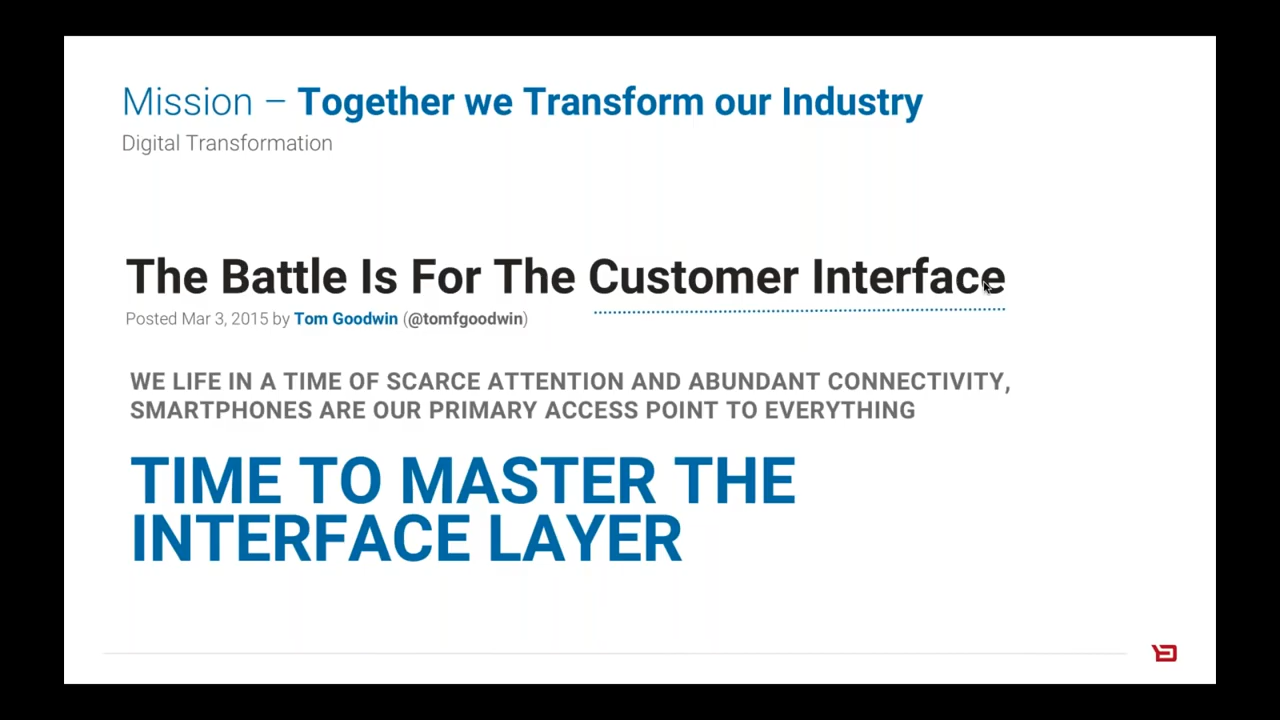 Mission – Together we Transform our Industry
Digital Transformation
The Battle Is For The Customer Interface
Posted Mar 3, 2015 by Tom Goodwin (@tomfgoodwin)
WE LIFE IN A TIME OF SCARCE ATTENTION AND ABUNDANT CONNECTIVITY,
SMARTPHONES ARE OUR PRIMARY ACCESS POINT TO EVERYTHING
TIME TO MASTER THE
INTERFACE LAYER